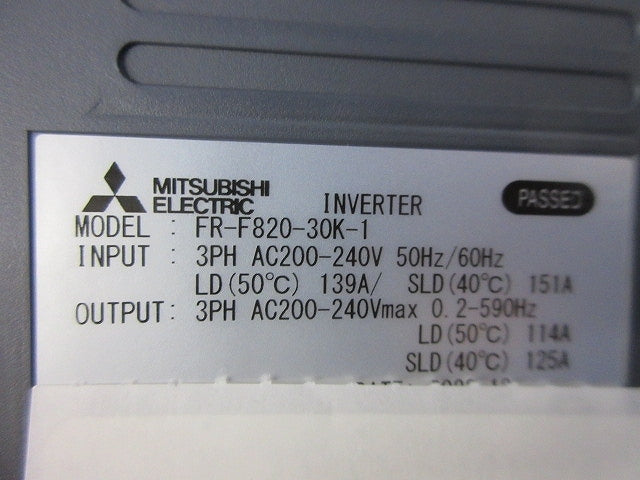 MITSUBISHI
ELECTRIC INVERTER PASSED
MODEL : FR-F820-30K-1
INPUT : 3PH AC200-240V 50Hz/60Hz
LD(50℃) 139A/ SLD(40℃) 151A
OUTPUT: 3PH AC200-240Vmax 0.2-590Hz
LD(50℃) 114A
SLD(40℃) 125A